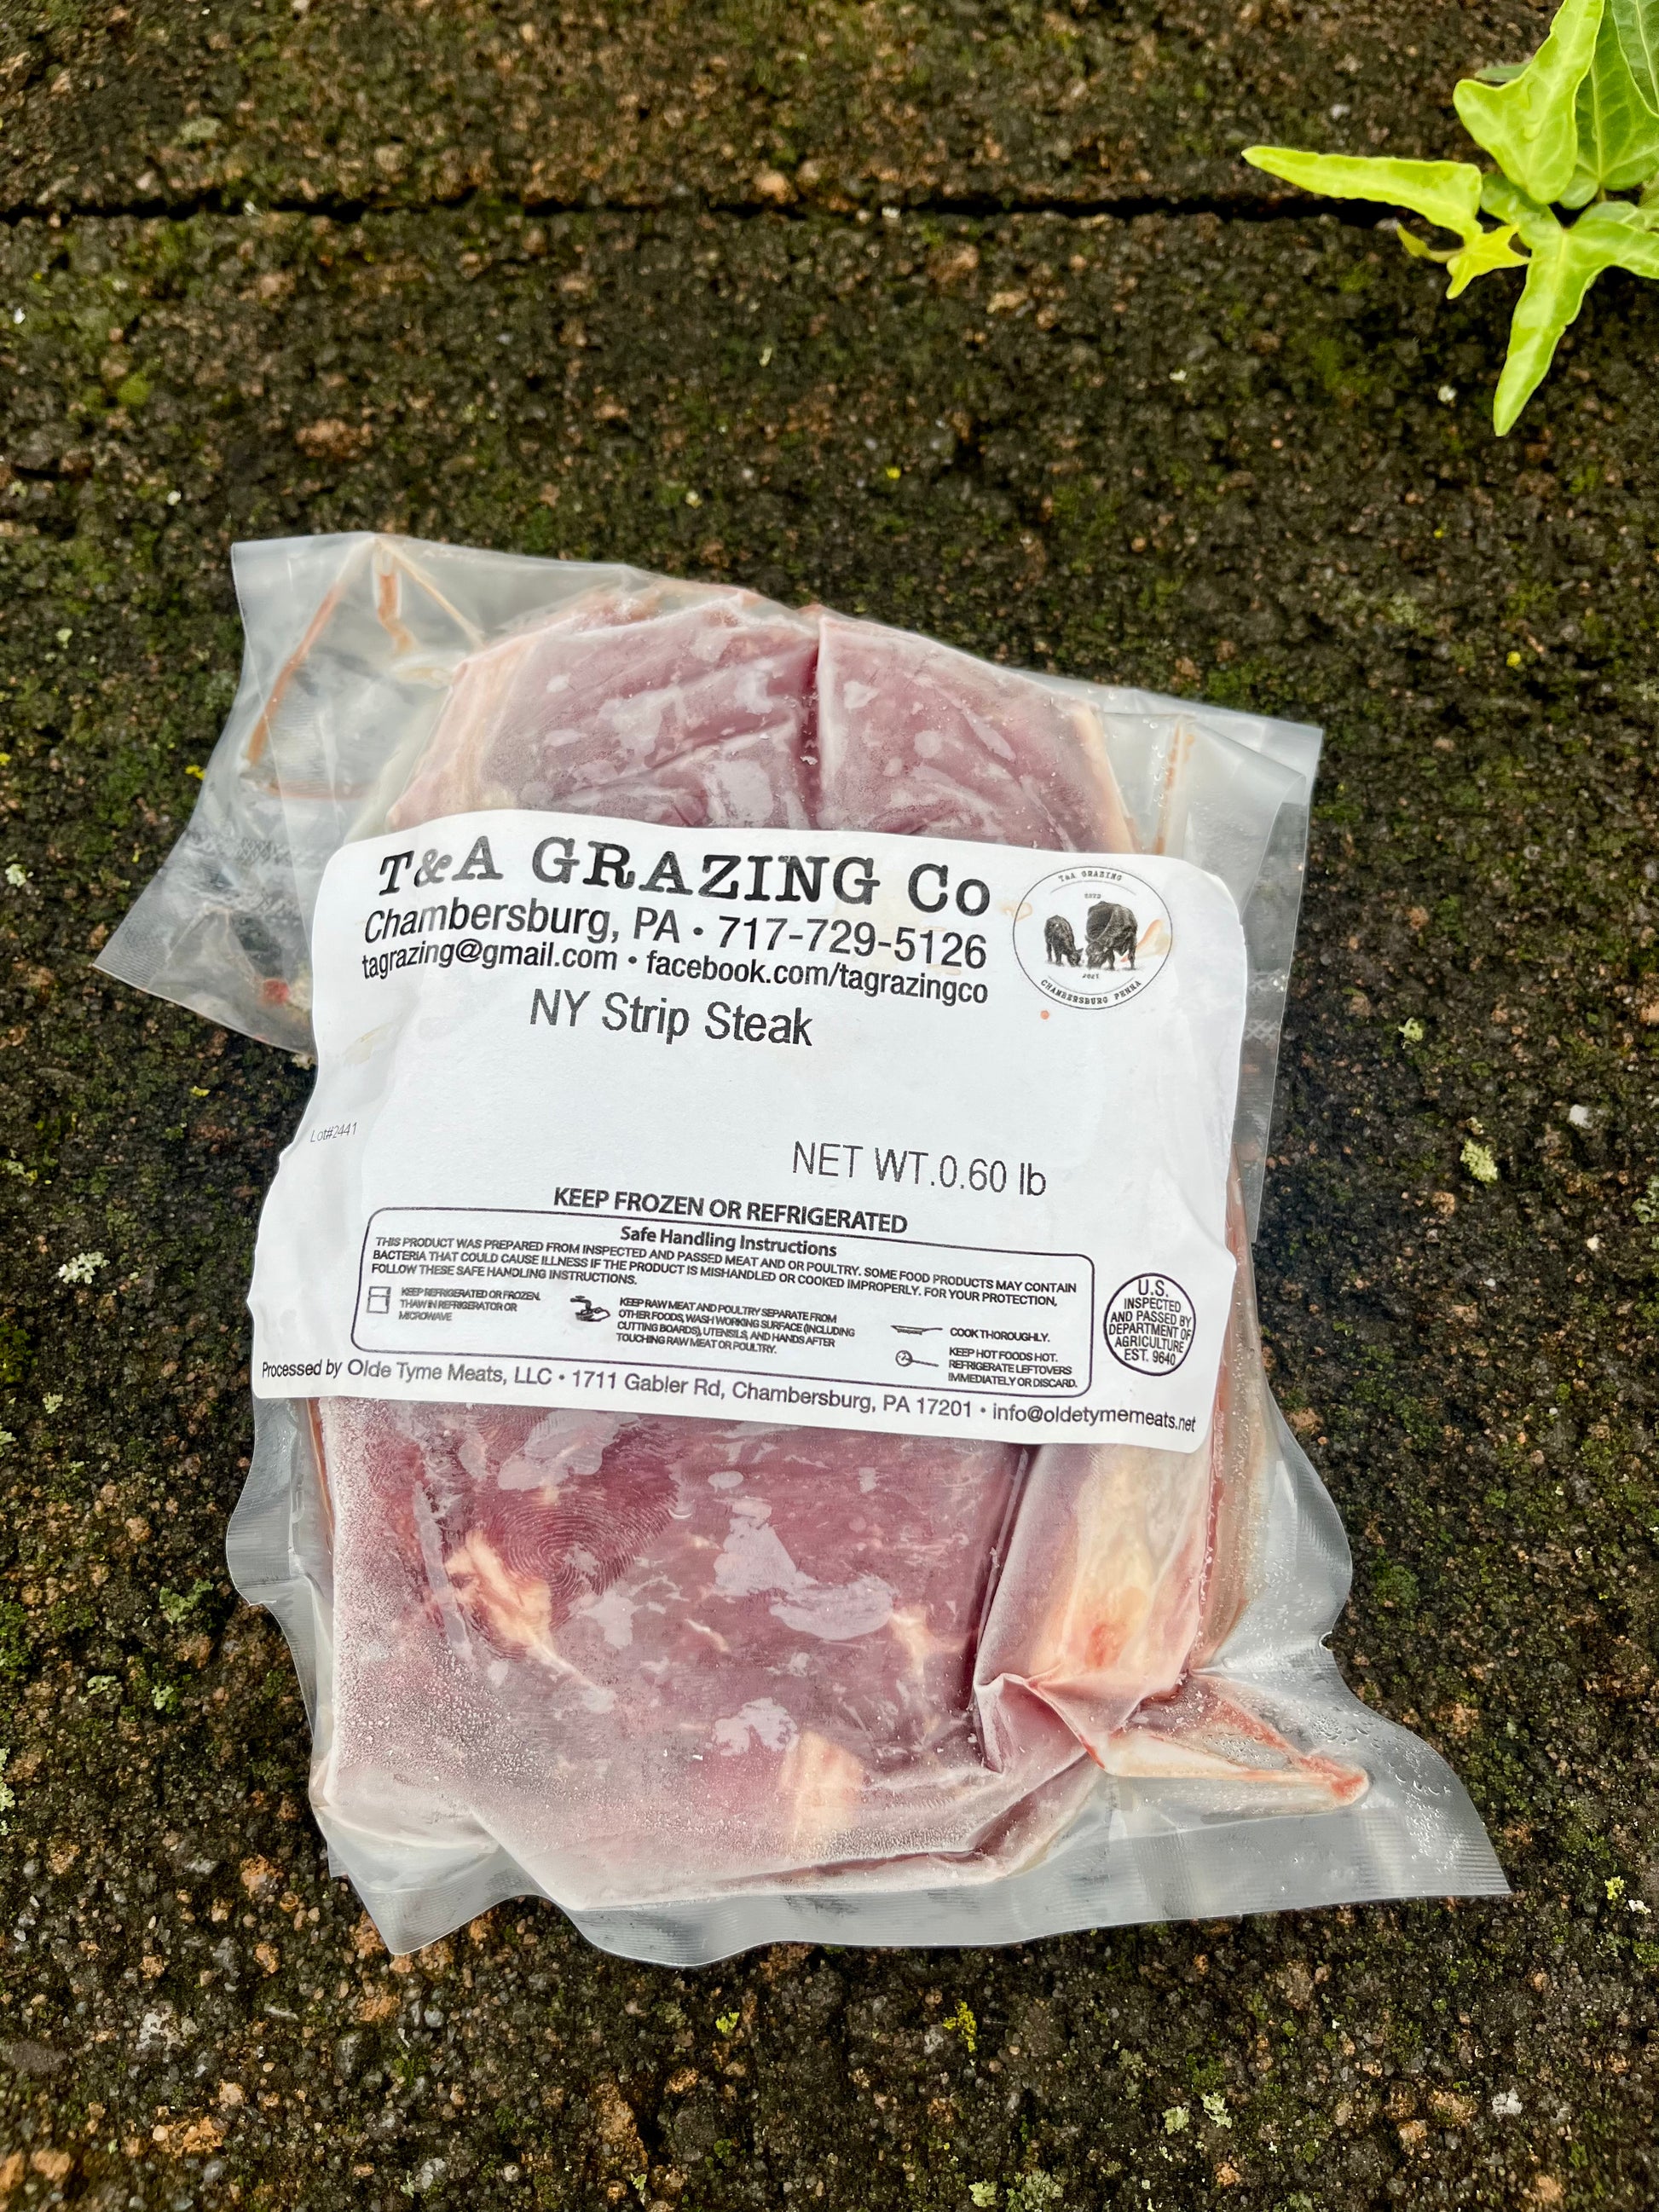 T&A GRAZING Co
Chambersburg, PA • 717-729-5126
tagrazing@gmail.com • facebook.com/tagrazingco
T&A GRAZING
ESTD
2021
CHAMBERSBURG PENNA
NY Strip Steak
Lot#2441
NET WT.0.60 lb
KEEP FROZEN OR REFRIGERATED
Safe Handling Instructions
THIS PRODUCT WAS PREPARED FROM INSPECTED AND PASSED MEAT AND OR POULTRY. SOME FOOD PRODUCTS MAY CONTAIN
BACTERIA THAT COULD CAUSE ILLNESS IF THE PRODUCT IS MISHANDLED OR COOKED IMPROPERLY. FOR YOUR PROTECTION,
FOLLOW THESE SAFE HANDLING INSTRUCTIONS.
KEEP REFRIGERATED OR FROZEN.
THAW IN REFRIGERATOR OR
MICROWAVE
KEEP RAW MEAT AND POULTRY SEPARATE FROM
OTHER FOODS, WASH WORKING SURFACE (INCLUDING
CUTTING BOARDS), UTENSILS, AND HANDS AFTER
TOUCHING RAW MEAT OR POULTRY.
COOK THOROUGHLY.
KEEP HOT FOODS HOT.
REFRIGERATE LEFTOVERS
IMMEDIATELY OR DISCARD.
U.S.
INSPECTED
AND PASSED BY
DEPARTMENT OF
AGRICULTURE
EST. 9640
Processed by Olde Tyme Meats, LLC • 1711 Gabler Rd, Chambersburg, PA 17201 • info@oldetymemeats.net